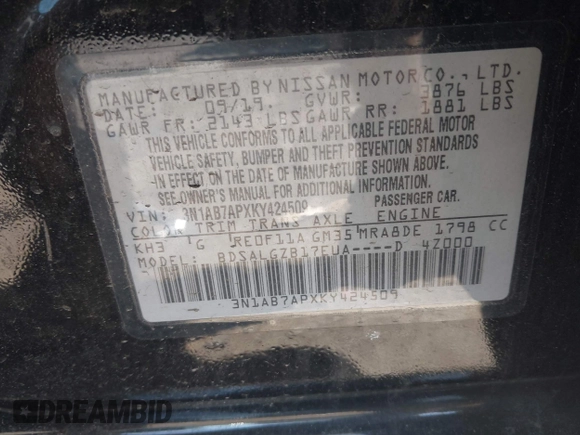 MANUFACTURED BY NISSAN MOTOR CO., LTD.
DATE: 09/19 GVWR: 3876 LBS
GAWR FR: 2143 LBS GAWR RR: 1881 LBS
THIS VEHICLE CONFORMS TO ALL APPLICABLE FEDERAL MOTOR
VEHICLE SAFETY, BUMPER AND THEFT PREVENTION STANDARDS
IN EFFECT ON THE DATE OF MANUFACTURE SHOWN ABOVE.
SEE OWNER'S MANUAL FOR ADDITIONAL INFORMATION.
VIN: 3N1AB7APXKY424509 PASSENGER CAR.
COLOR TRIM TRANS AXLE ENGINE
KH3 G RE0F11A GM35 MRA8DE 1798 CC
MODEL: BDSALGZB17EUA----D 47000
3N1AB7APXKY424509
DREAMBID